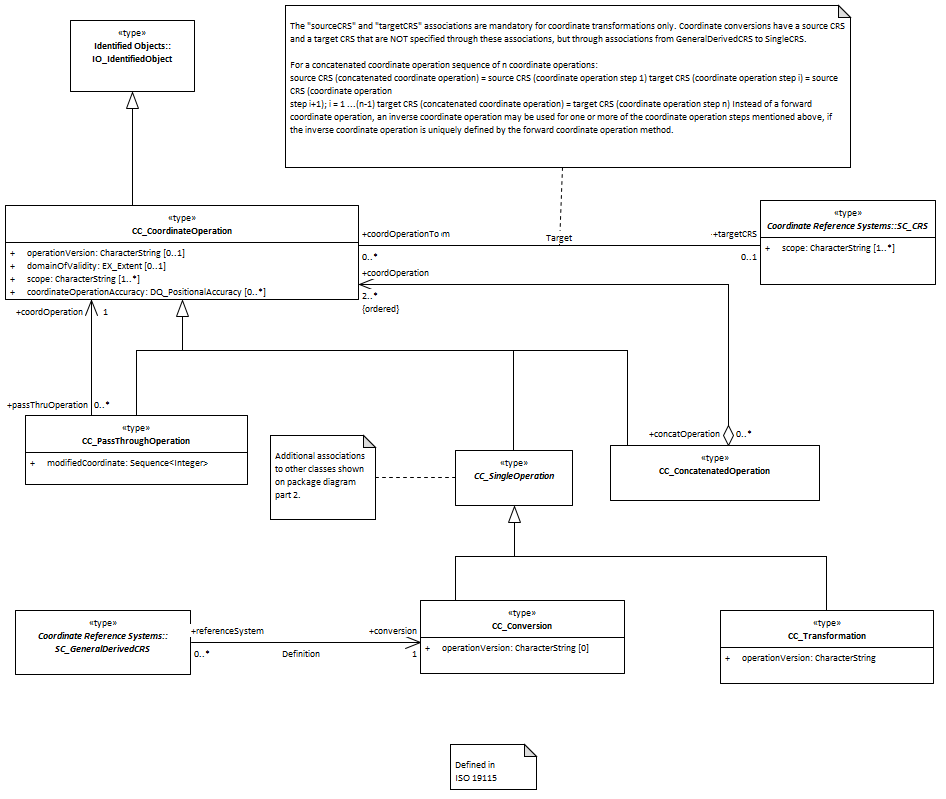 «type»
Identified Objects::
IO_IdentifiedObject
The "sourceCRS" and "targetCRS" associations are mandatory for coordinate transformations only. Coordinate conversions have a source CRS
and a target CRS that are NOT specified through these associations, but through associations from GeneralDerivedCRS to SingleCRS.
For a concatenated coordinate operation sequence of n coordinate operations:
source CRS (concatenated coordinate operation) = source CRS (coordinate operation step 1) target CRS (coordinate operation step i) = source
CRS (coordinate operation
step i+1); i = 1 ...(n-1) target CRS (concatenated coordinate operation) = target CRS (coordinate operation step n) Instead of a forward
coordinate operation, an inverse coordinate operation may be used for one or more of the coordinate operation steps mentioned above, if
the inverse coordinate operation is uniquely defined by the forward coordinate operation method.
«type»
CC_CoordinateOperation
+ operationVersion: CharacterString [0..1]
+ domainOfValidity: EX_Extent [0..1]
+ scope: CharacterString [1..*]
+ coordinateOperationAccuracy: DQ_PositionalAccuracy [0..*]
+coordOperationTo m
0..*
Target
+targetCRS
0..1
«type»
Coordinate Reference Systems::SC_CRS
+ scope: CharacterString [1..*]
+coordOperation
2..*
{ordered}
+coordOperation 1
+passThruOperation 0..*
«type»
CC_PassThroughOperation
+ modifiedCoordinate: Sequence<Integer>
Additional associations
to other classes shown
on package diagram
part 2.
«type»
CC_SingleOperation
+concatOperation 0..*
«type»
CC_ConcatenatedOperation
«type»
Coordinate Reference Systems::
SC_GeneralDerivedCRS
+referenceSystem
0..*
Definition
+conversion
1
«type»
CC_Conversion
+ operationVersion: CharacterString [0]
«type»
CC_Transformation
+ operationVersion: CharacterString
Defined in
ISO 19115